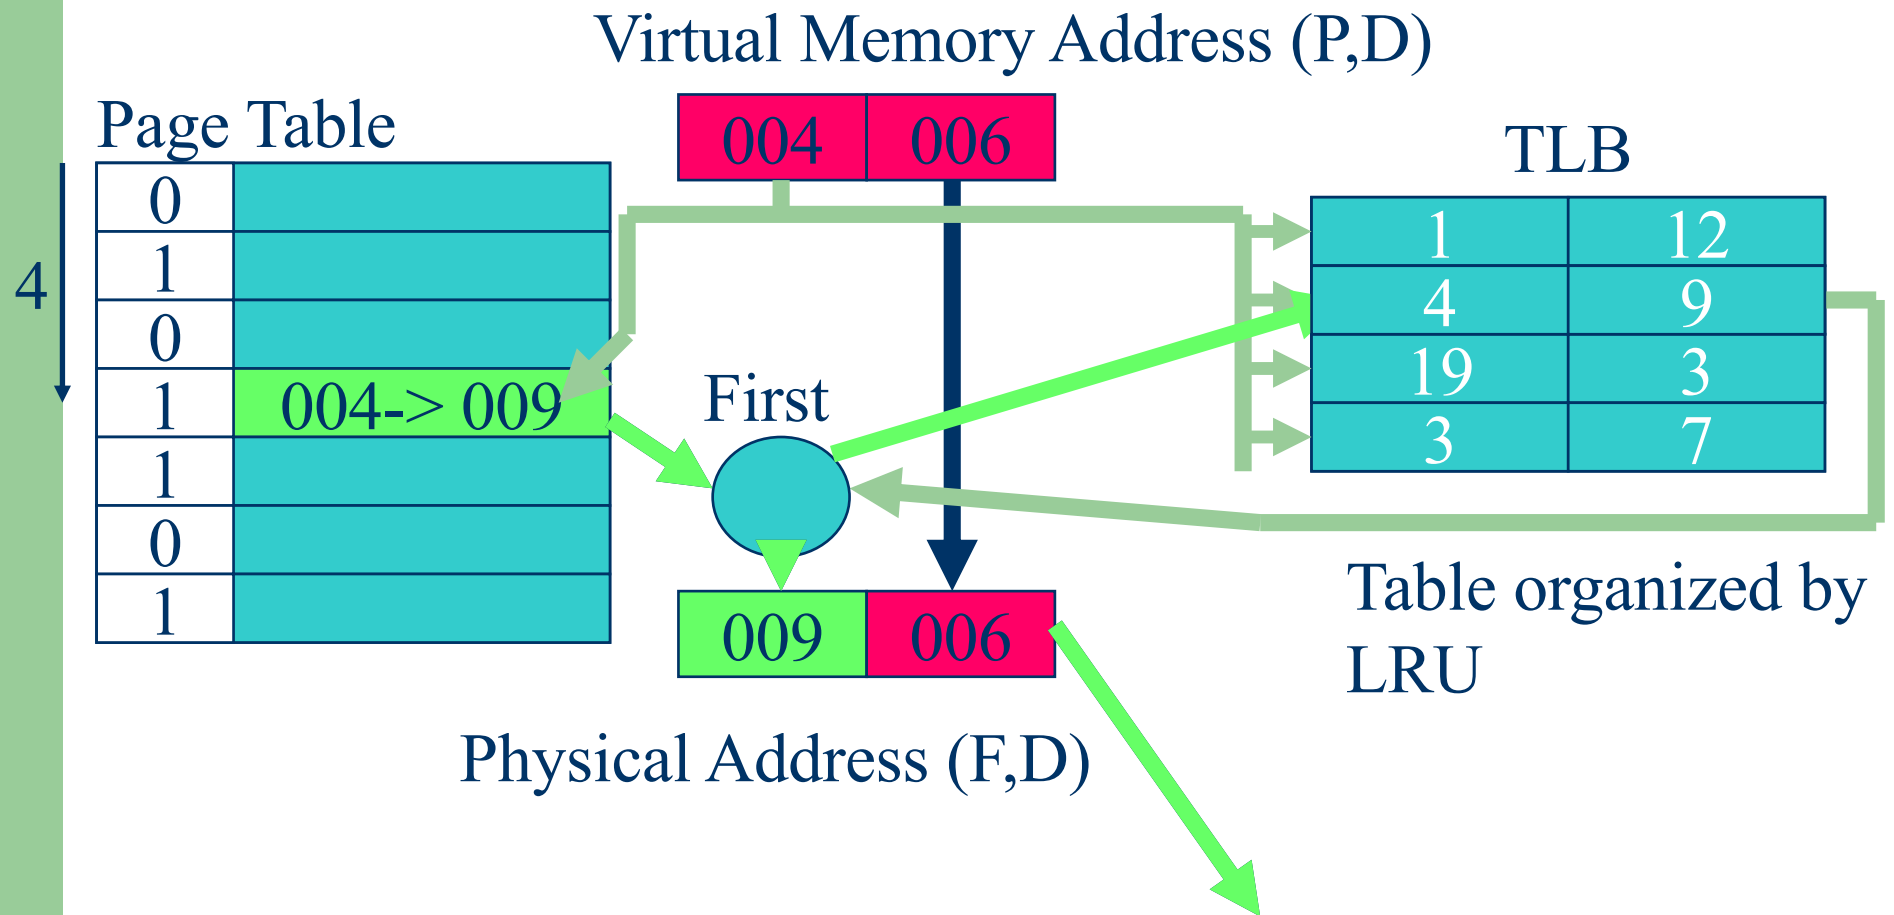 Virtual Memory Address (P,D)
Page Table
004 006
TLB
4
0
1
0
1 004-> 009
1
0
1
First
1 12
4 9
19 3
3 7
009 006
Table organized by
LRU
Physical Address (F,D)